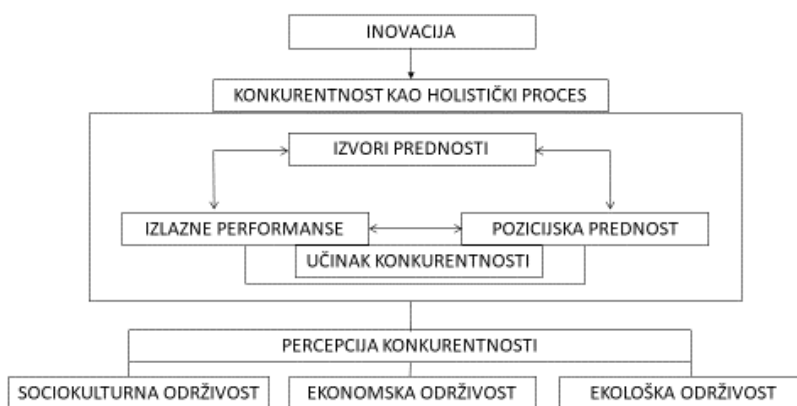 INOVACIJA
KONKURENTNOST KAO HOLISTIČKI PROCES
IZVORI PREDNOSTI
IZLAZNE PERFORMANSE
POZICIJSKA PREDNOST
UČINAK KONKURENTNOSTI
PERCEPCIJA KONKURENTNOSTI
SOCIOKULTURNA ODRŽIVOST
EKONOMSKA ODRŽIVOST
EKOLOŠKA ODRŽIVOST